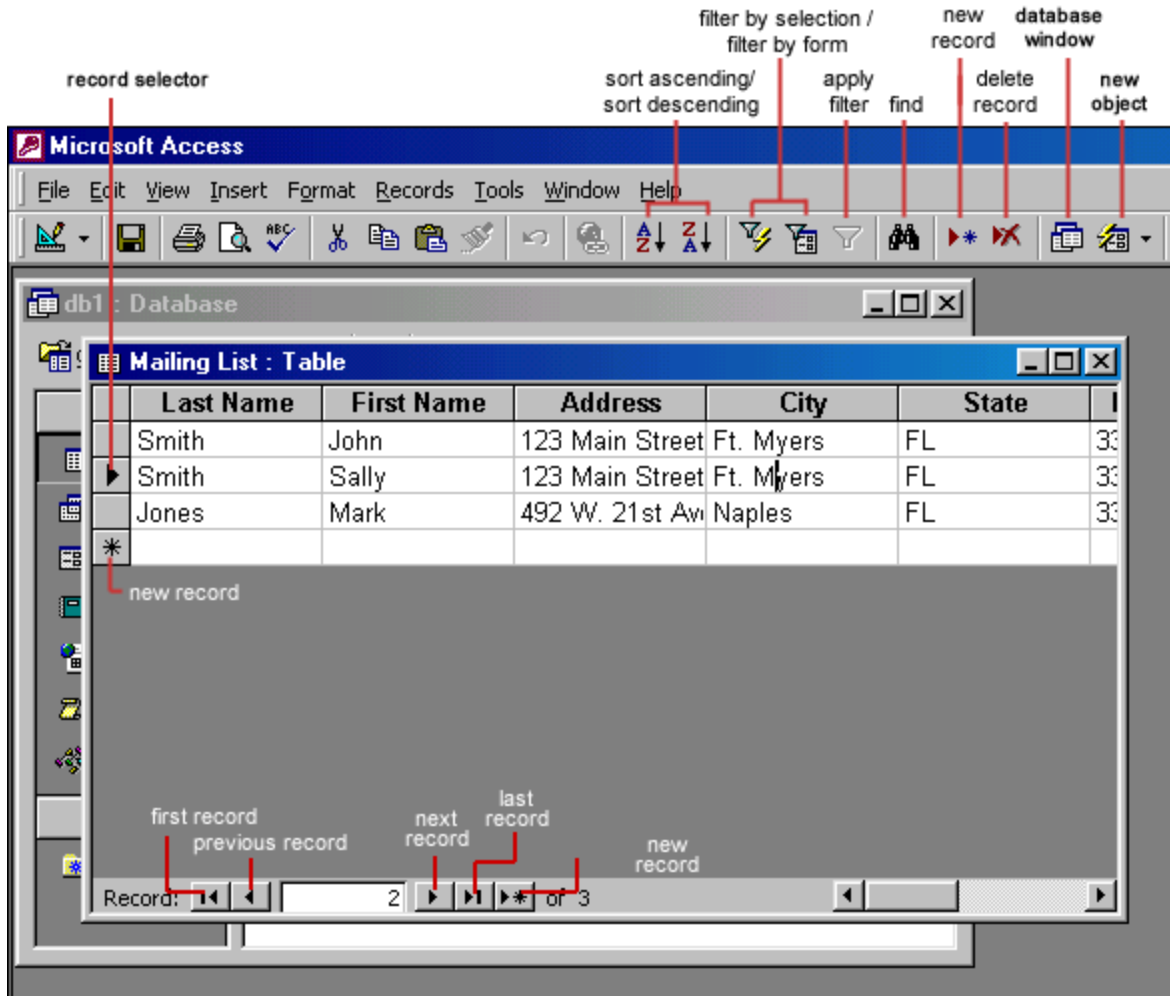 filter by selection /
filter by form
new
record
database
window
record selector
sort ascending/
sort descending
apply
filter
find
delete
record
new
object
Microsoft Access
File Edit View Insert Format Records Tools Window Help
ABC
A
Z
Z
A
db1 : Database
Mailing List : Table
Last Name First Name Address City State
Smith John 123 Main Street Ft. Myers FL 33
Smith Sally 123 Main Street Ft. Myers FL 33
Jones Mark 492 W. 21st Av Naples FL 33
new record
first record
previous record
next
record
last
record
new
record
Record: 2 of 3